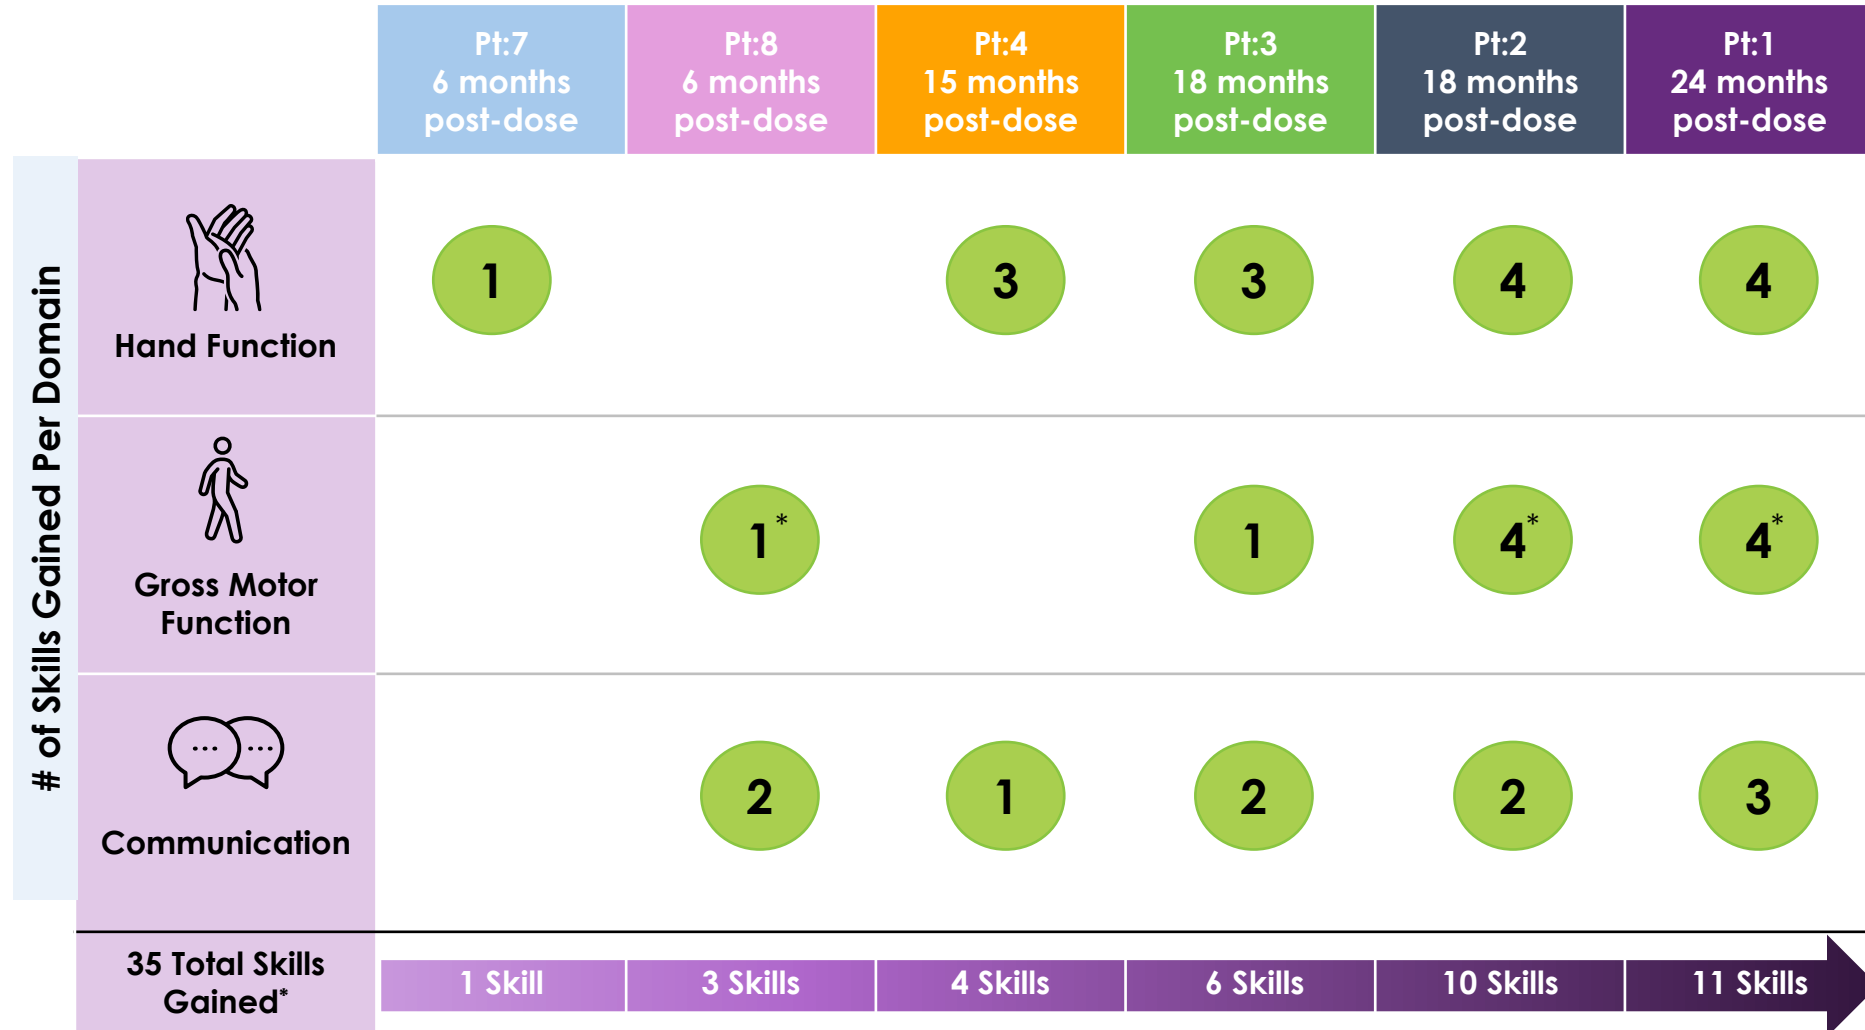 Pt:7
6 months
post-dose
Pt:8
6 months
post-dose
Pt:4
15 months
post-dose
Pt:3
18 months
post-dose
Pt:2
18 months
post-dose
Pt:1
24 months
post-dose
# of Skills Gained Per Domain
Hand Function
1
3
3
4
4
Gross Motor
Function
1*
1
4*
4*
Communication
2
1
2
2
3
35 Total Skills
Gained*
1 Skill
3 Skills
4 Skills
6 Skills
10 Skills
11 Skills